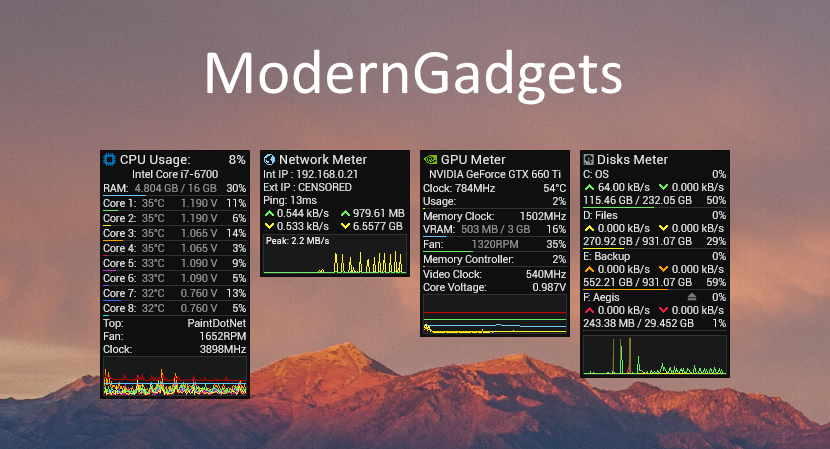 ModernGadgets
CPU Usage: 8%
Intel Core i7-6700
RAM: 4.804 GB / 16 GB 30%
Core 1: 35°C 1.190 V 11%
Core 2: 35°C 1.190 V 6%
Core 3: 35°C 1.065 V 14%
Core 4: 35°C 1.065 V 3%
Core 5: 33°C 1.090 V 9%
Core 6: 33°C 1.090 V 5%
Core 7: 32°C 0.760 V 13%
Core 8: 32°C 0.760 V 5%
Top: PaintDotNet
Fan: 1652RPM
Clock: 3898MHz
Network Meter
Int IP : 192.168.0.21
Ext IP : CENSORED
Ping: 13ms
0.544 kB/s 979.61 MB
0.533 kB/s 6.5577 GB
Peak: 2.2 MB/s
GPU Meter
NVIDIA GeForce GTX 660 Ti
Clock: 784MHz 54°C
Usage: 2%
Memory Clock: 1502MHz
VRAM: 503 MB / 3 GB 16%
Fan: 1320RPM 35%
Memory Controller: 2%
Video Clock: 540MHz
Core Voltage: 0.987V
Disks Meter
C: OS 0%
64.00 kB/s 0.000 kB/s
115.46 GB / 232.05 GB 50%
D: Files 0%
0.000 kB/s 0.000 kB/s
270.92 GB / 931.07 GB 29%
E: Backup 0%
0.000 kB/s 0.000 kB/s
552.21 GB / 931.07 GB 59%
F: Aegis 0%
0.000 kB/s 0.000 kB/s
243.38 MB / 29.452 GB 1%